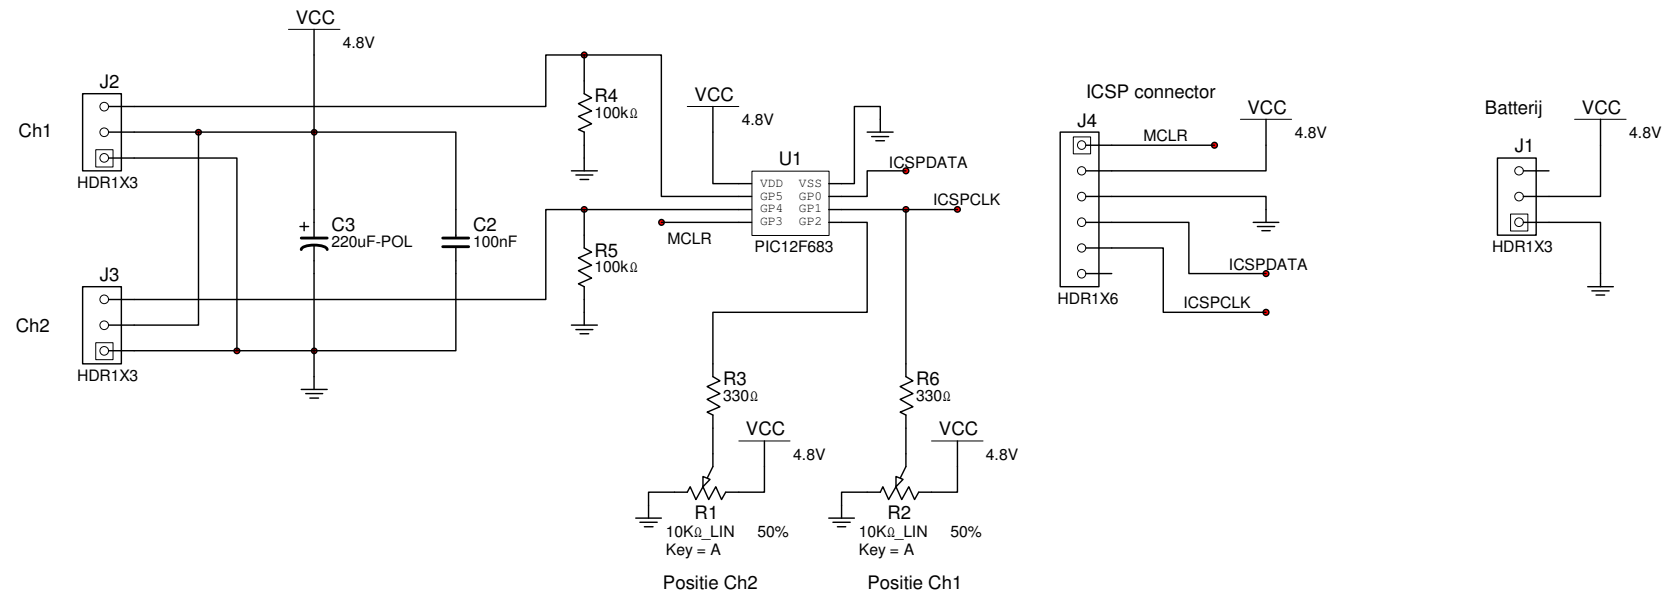 VCC
4.8V
J2
Ch1
HDR1X3
J3
Ch2
HDR1X3
+
C3
220uF-POL
C2
100nF
R4
100kΩ
R5
100kΩ
VCC
4.8V
U1
VDD VSS
GP5 GP0
GP4 GP1
GP3 GP2
PIC12F683
MCLR
ICSPDATA
ICSPCLK
R3
330Ω
VCC
4.8V
R1
10KΩ_LIN 50%
Key = A
Positie Ch2
R6
330Ω
VCC
4.8V
R2
10KΩ_LIN 50%
Key = A
Positie Ch1
ICSP connector
J4
MCLR
VCC
4.8V
ICSPDATA
ICSPCLK
HDR1X6
Batterij
VCC
4.8V
J1
HDR1X3